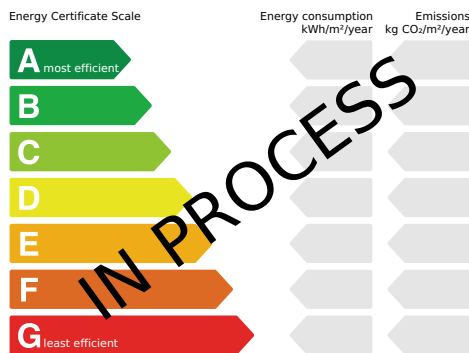 Energy Certificate Scale
Energy consumption
kWh/m²/year
Emissions
kg CO₂/m²/year
A most efficient
B
C
D
E
F
G least efficient
IN PROCESS